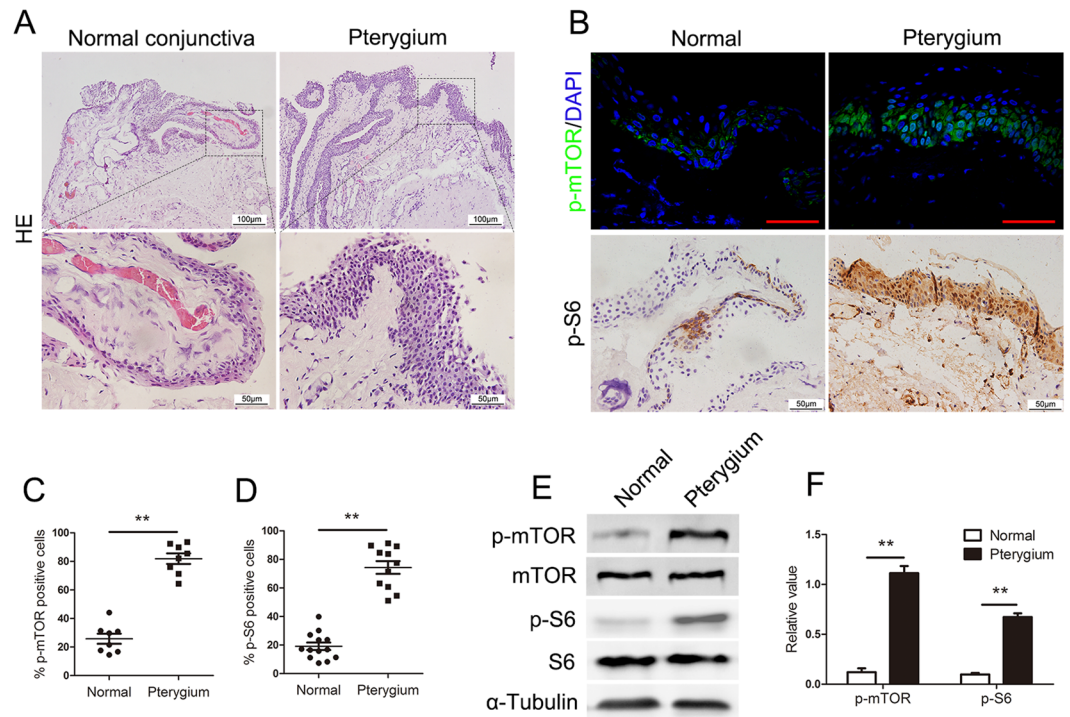 A
Normal conjunctiva
Pterygium
HE
100μm
100μm
50μm
50μm
B
Normal
Pterygium
p-mTOR/DAPI
p-S6
50μm
50μm
C
% p-mTOR positive cells
100
80
60
40
20
0
**
Normal
Pterygium
D
% p-S6 positive cells
100
80
60
40
20
0
**
Normal
Pterygium
E
Normal
Pterygium
p-mTOR
mTOR
p-S6
S6
α-Tubulin
F
Relative value
1.5
1.0
0.5
0.0
Normal
Pterygium
**
**
p-mTOR
p-S6